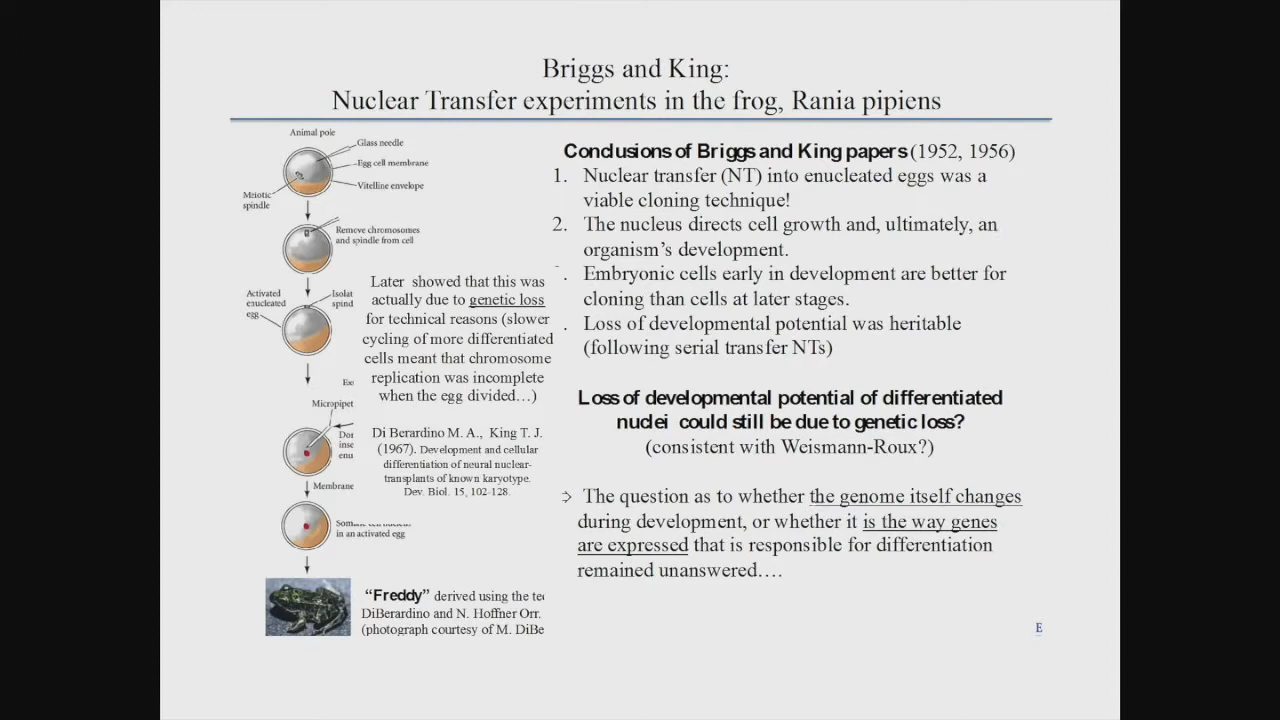 Briggs and King:
Nuclear Transfer experiments in the frog, Rania pipiens
Animal pole
Glass needle
Egg cell membrane
Vitelline envelope
Meiotic
spindle
Remove chromosomes
and spindle from cell
Activated
enucleated
egg
Isolat
spind
Later showed that this was
actually due to genetic loss
for technical reasons (slower
cycling of more differentiated
cells meant that chromosome
replication was incomplete
when the egg divided…)
Micropipet
Membrane
Di Berardino M. A., King T. J.
(1967). Development and cellular
differentiation of neural nuclear-
transplants of known karyotype.
Dev. Biol. 15, 102-128.
in an activated egg
“Freddy” derived using the te
DiBerardino and N. Hoffner Orr.
(photograph courtesy of M. DiBe
Conclusions of Briggs and King papers (1952, 1956)
1. Nuclear transfer (NT) into enucleated eggs was a
viable cloning technique!
2. The nucleus directs cell growth and, ultimately, an
organism’s development.
. Embryonic cells early in development are better for
cloning than cells at later stages.
. Loss of developmental potential was heritable
(following serial transfer NTs)
Loss of developmental potential of differentiated
nuclei could still be due to genetic loss?
(consistent with Weismann-Roux?)
The question as to whether the genome itself changes
during development, or whether it is the way genes
are expressed that is responsible for differentiation
remained unanswered….
E